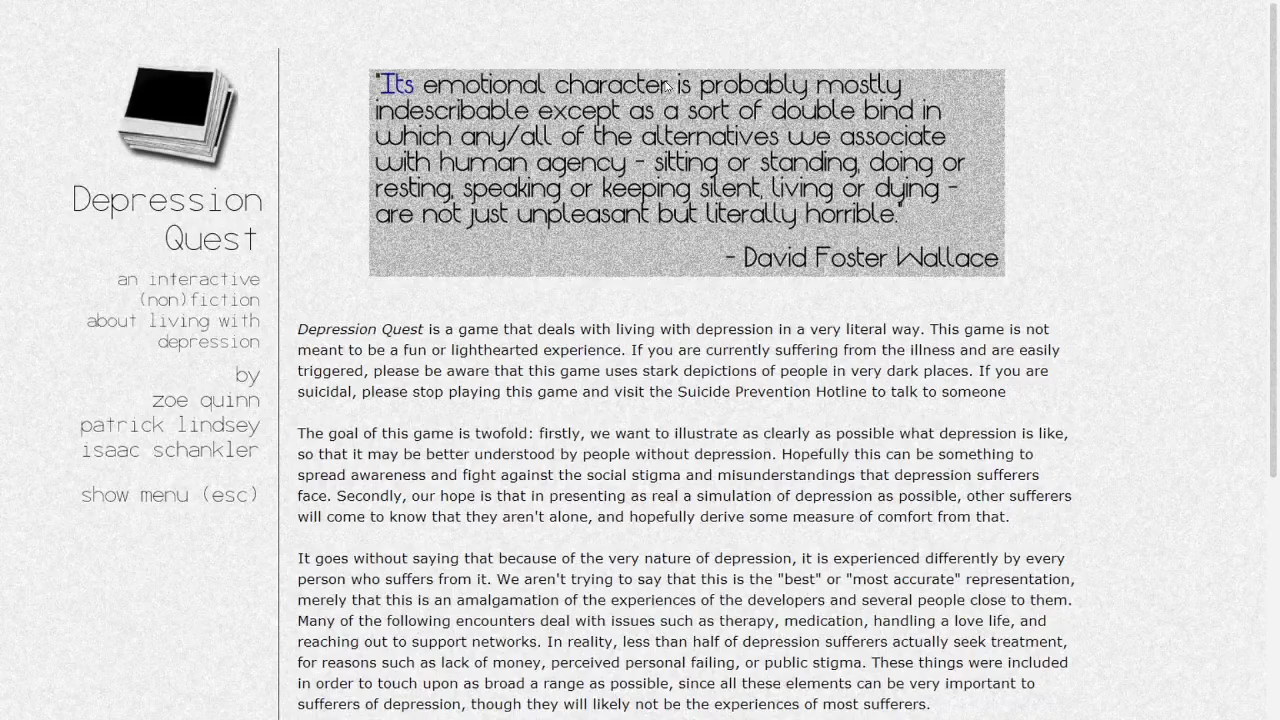 Depression
Quest
an interactive
(non)fiction
about living with
depression
by
zoe quinn
patrick lindsey
isaac schankler
show menu (esc)
"Its emotional character is probably mostly
indescribable except as a sort of double bind in
which any/all of the alternatives we associate
with human agency - sitting or standing, doing or
resting, speaking or keeping silent, living or dying -
are not just unpleasant but literally horrible."
- David Foster Wallace
Depression Quest is a game that deals with living with depression in a very literal way. This game is not
meant to be a fun or lighthearted experience. If you are currently suffering from the illness and are easily
triggered, please be aware that this game uses stark depictions of people in very dark places. If you are
suicidal, please stop playing this game and visit the Suicide Prevention Hotline to talk to someone
The goal of this game is twofold: firstly, we want to illustrate as clearly as possible what depression is like,
so that it may be better understood by people without depression. Hopefully this can be something to
spread awareness and fight against the social stigma and misunderstandings that depression sufferers
face. Secondly, our hope is that in presenting as real a simulation of depression as possible, other sufferers
will come to know that they aren't alone, and hopefully derive some measure of comfort from that.
It goes without saying that because of the very nature of depression, it is experienced differently by every
person who suffers from it. We aren't trying to say that this is the "best" or "most accurate" representation,
merely that this is an amalgamation of the experiences of the developers and several people close to them.
Many of the following encounters deal with issues such as therapy, medication, handling a love life, and
reaching out to support networks. In reality, less than half of depression sufferers actually seek treatment,
for reasons such as lack of money, perceived personal failing, or public stigma. These things were included
in order to touch upon as broad a range as possible, since all these elements can be very important to
sufferers of depression, though they will likely not be the experiences of most sufferers.